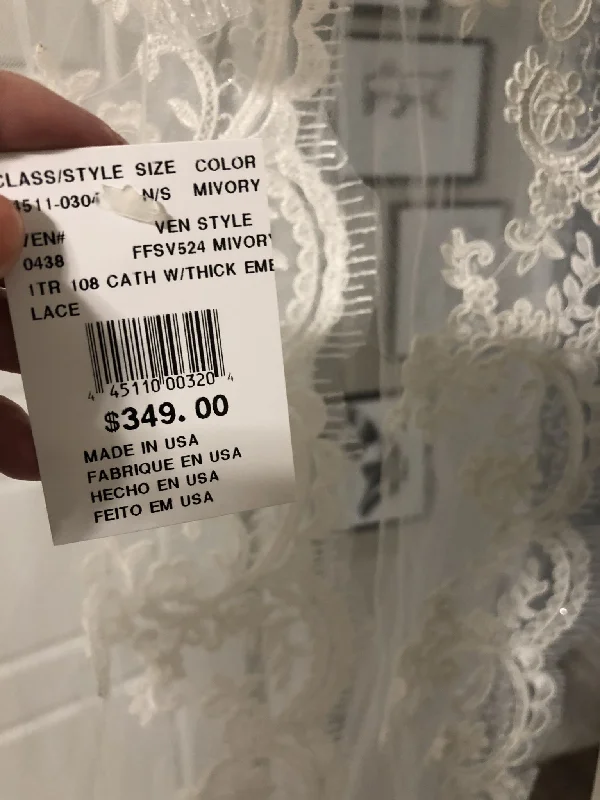 CLASS/STYLE SIZE COLOR
4511-0304 N/S MIVORY
VEN# VEN STYLE
0438 FFSV524 MIVORY
1TR 108 CATH W/THICK EMB
LACE
4 45110 00320 4
$349.00
MADE IN USA
FABRIQUE EN USA
HECHO EN USA
FEITO EM USA